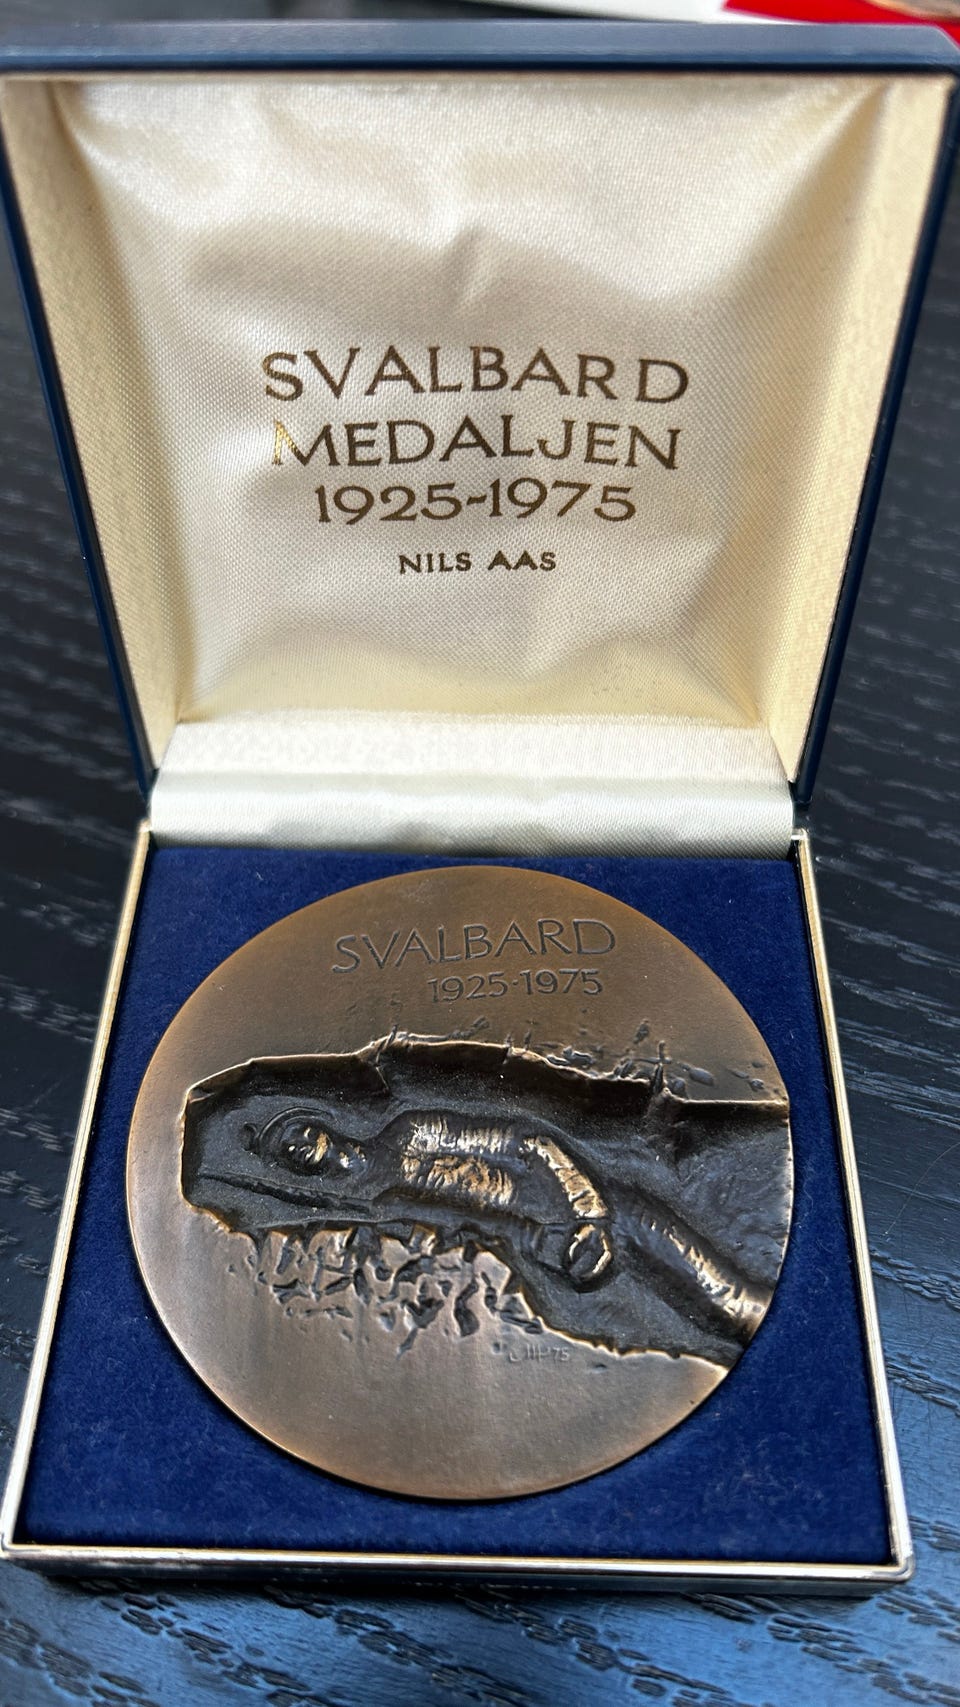 SVALBARD
MEDALJEN
1925-1975
NILS AAS
SVALBARD
1925·1975